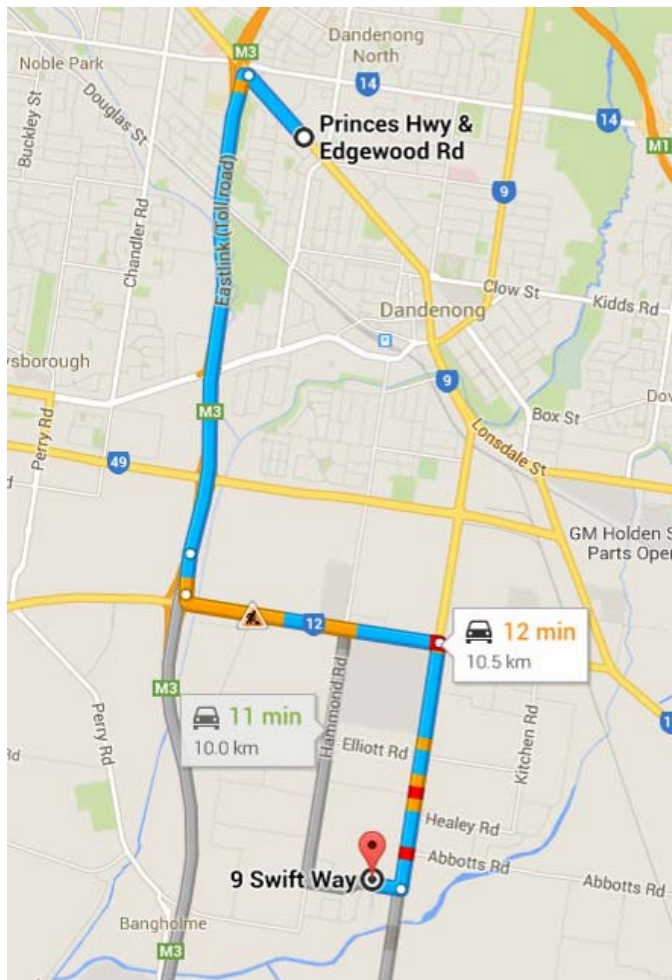 M3
Dandenong
North
Noble Park
14
Buckley St
Douglas St
Princes Hwy &
Edgewood Rd
14
M1
Chandler Rd
Eastlink (Toll road)
9
Clow St
Kidds Rd
Dandenong
ysborough
9
M3
Box St
Dov
Perry Rd
Lonsdale St
49
d
GM Holden S
Parts Oper
12
12 min
10.5 km
M3
Hammond Rd
11 min
10.0 km
Perry Rd
Elliott Rd
Kitchen Rd
1
Rd
Healey Rd
Abbotts Rd
Abbotts Rd
9 Swift Way
Bangholme
M3